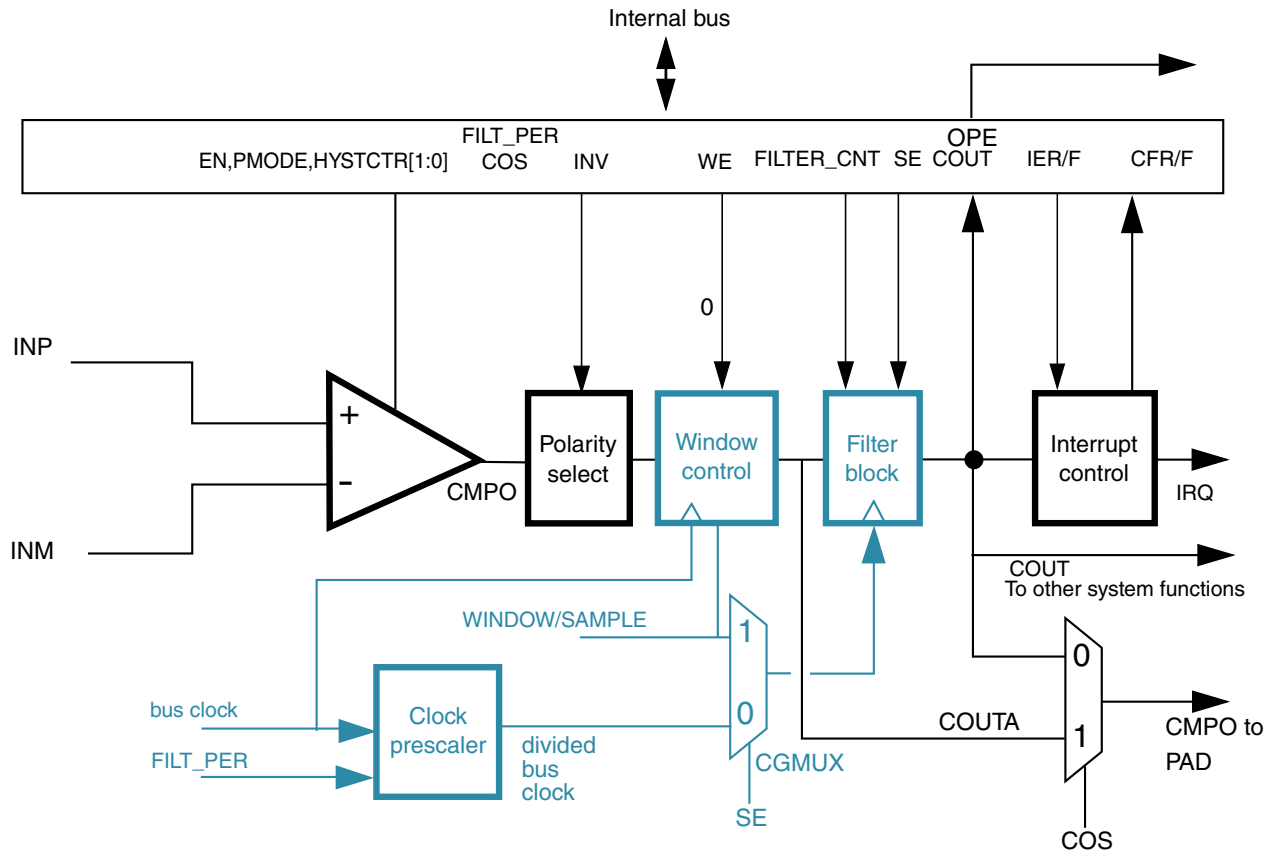 Internal bus
FILT_PER
OPE
EN,PMODE,HYSTCTR[1:0]
COS
INV
WE
FILTER_CNT
SE
COUT
IER/F
CFR/F
0
INP
+
-
INM
CMPO
Polarity
select
Window
control
Filter
block
Interrupt
control
IRQ
COUT
To other system functions
WINDOW/SAMPLE
1
0
CGMUX
SE
bus clock
FILT_PER
Clock
prescaler
divided
bus
clock
COUTA
0
1
CMPO to
PAD
COS